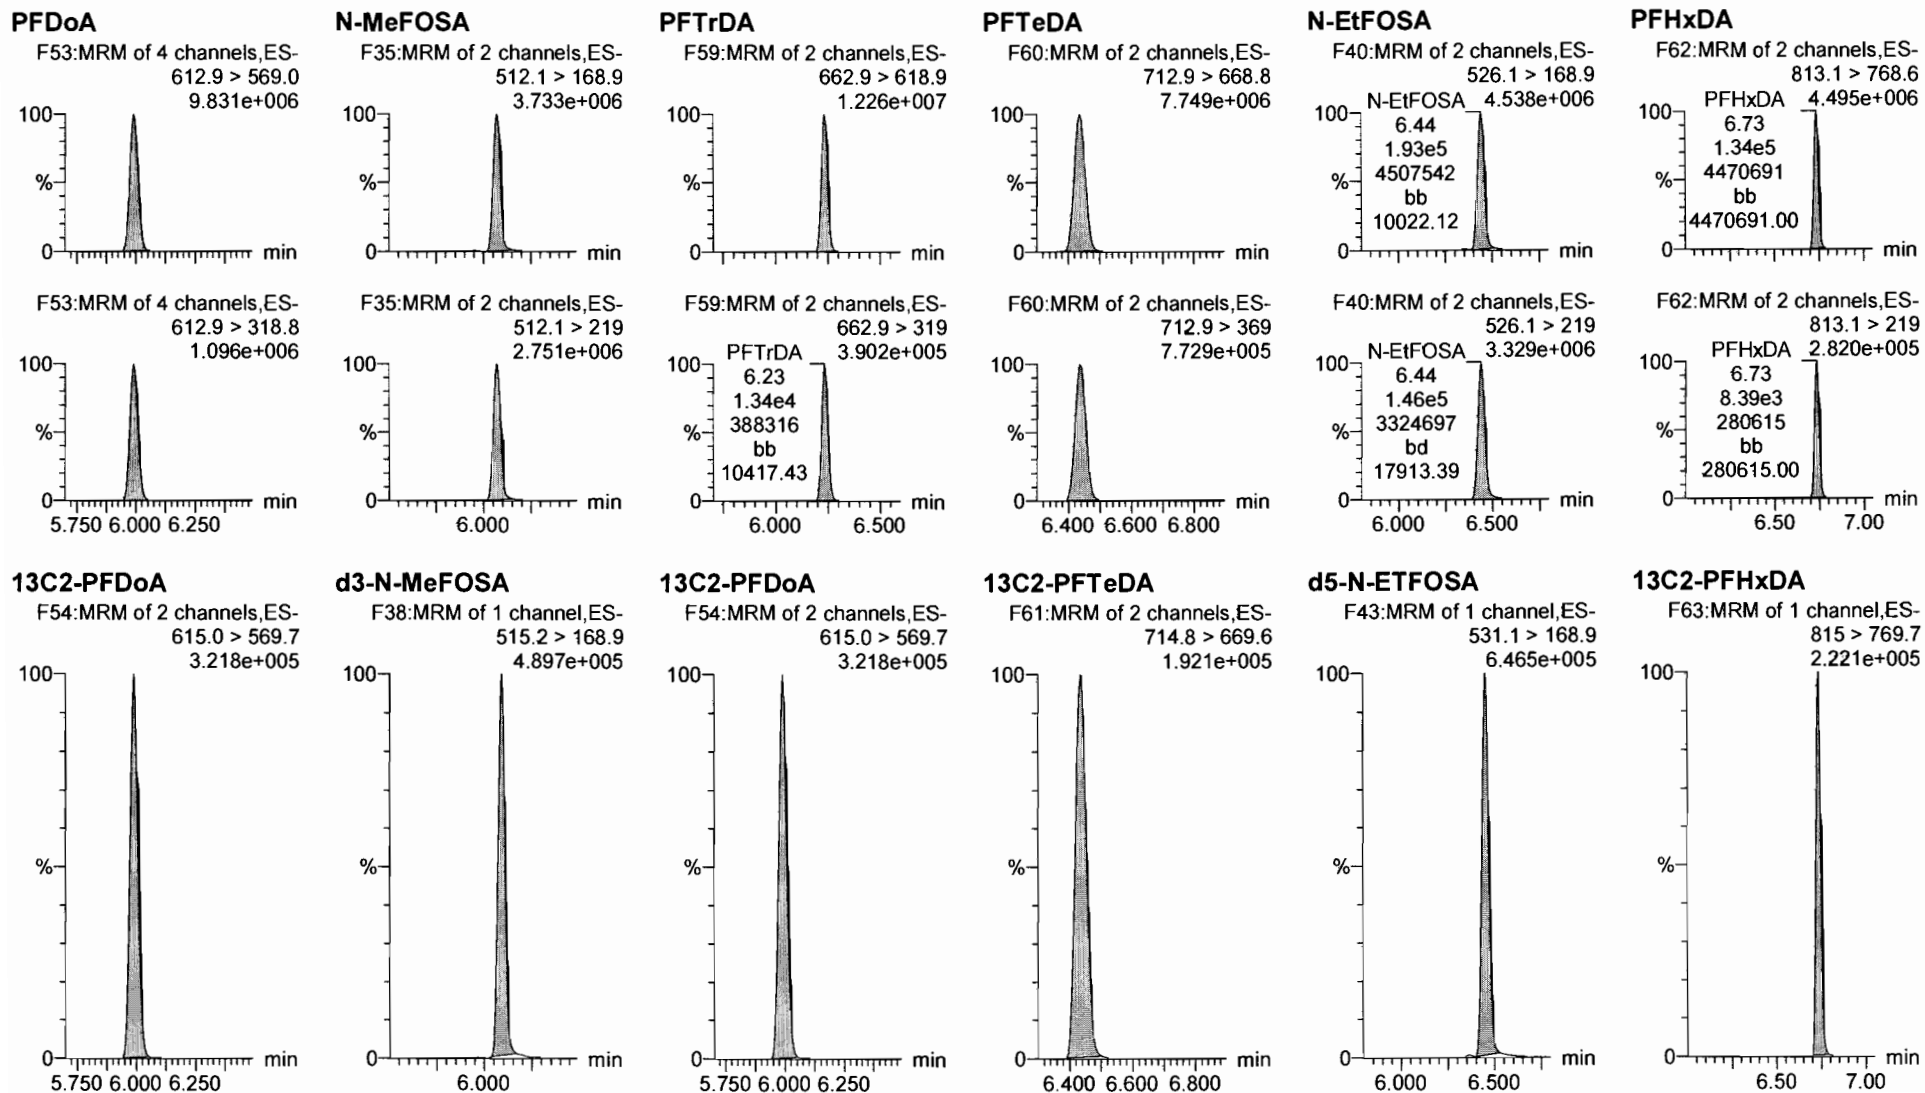 PFDoA
F53:MRM of 4 channels,ES-
612.9 > 569.0
9.831e+006
100
%
0
min
N-MeFOSA
F35:MRM of 2 channels,ES-
512.1 > 168.9
3.733e+006
100
%
0
min
PFTrDA
F59:MRM of 2 channels,ES-
662.9 > 618.9
1.226e+007
100
%
0
min
PFTeDA
F60:MRM of 2 channels,ES-
712.9 > 668.8
7.749e+006
100
%
0
min
N-EtFOSA
F40:MRM of 2 channels,ES-
526.1 > 168.9
N-EtFOSA 4.538e+006
6.44
1.93e5
4507542
bb
10022.12
100
%
0
min
PFHxDA
F62:MRM of 2 channels,ES-
813.1 > 768.6
PFHxDA 4.495e+006
6.73
1.34e5
4470691
bb
4470691.00
100
%
0
min
F53:MRM of 4 channels,ES-
612.9 > 318.8
1.096e+006
100
%
0
min
5.750 6.000 6.250
F35:MRM of 2 channels,ES-
512.1 > 219
2.751e+006
100
%
0
min
6.000
F59:MRM of 2 channels,ES-
662.9 > 319
PFTrDA 3.902e+005
6.23
1.34e4
388316
bb
10417.43
100
%
0
min
6.000 6.500
F60:MRM of 2 channels,ES-
712.9 > 369
7.729e+005
100
%
0
min
6.400 6.600 6.800
F40:MRM of 2 channels,ES-
526.1 > 219
N-EtFOSA 3.329e+006
6.44
1.46e5
3324697
bd
17913.39
100
%
0
min
6.000 6.500
F62:MRM of 2 channels,ES-
813.1 > 219
PFHxDA 2.820e+005
6.73
8.39e3
280615
bb
280615.00
100
%
0
min
6.50 7.00
13C2-PFDoA
F54:MRM of 2 channels,ES-
615.0 > 569.7
3.218e+005
100
%
0
min
5.750 6.000 6.250
d3-N-MeFOSA
F38:MRM of 1 channel,ES-
515.2 > 168.9
4.897e+005
100
%
0
min
6.000
13C2-PFDoA
F54:MRM of 2 channels,ES-
615.0 > 569.7
3.218e+005
100
%
0
min
5.750 6.000 6.250
13C2-PFTeDA
F61:MRM of 2 channels,ES-
714.8 > 669.6
1.921e+005
100
%
0
min
6.400 6.600 6.800
d5-N-ETFOSA
F43:MRM of 1 channel,ES-
531.1 > 168.9
6.465e+005
100
%
0
min
6.000 6.500
13C2-PFHxDA
F63:MRM of 1 channel,ES-
815 > 769.7
2.221e+005
100
%
0
min
6.50 7.00